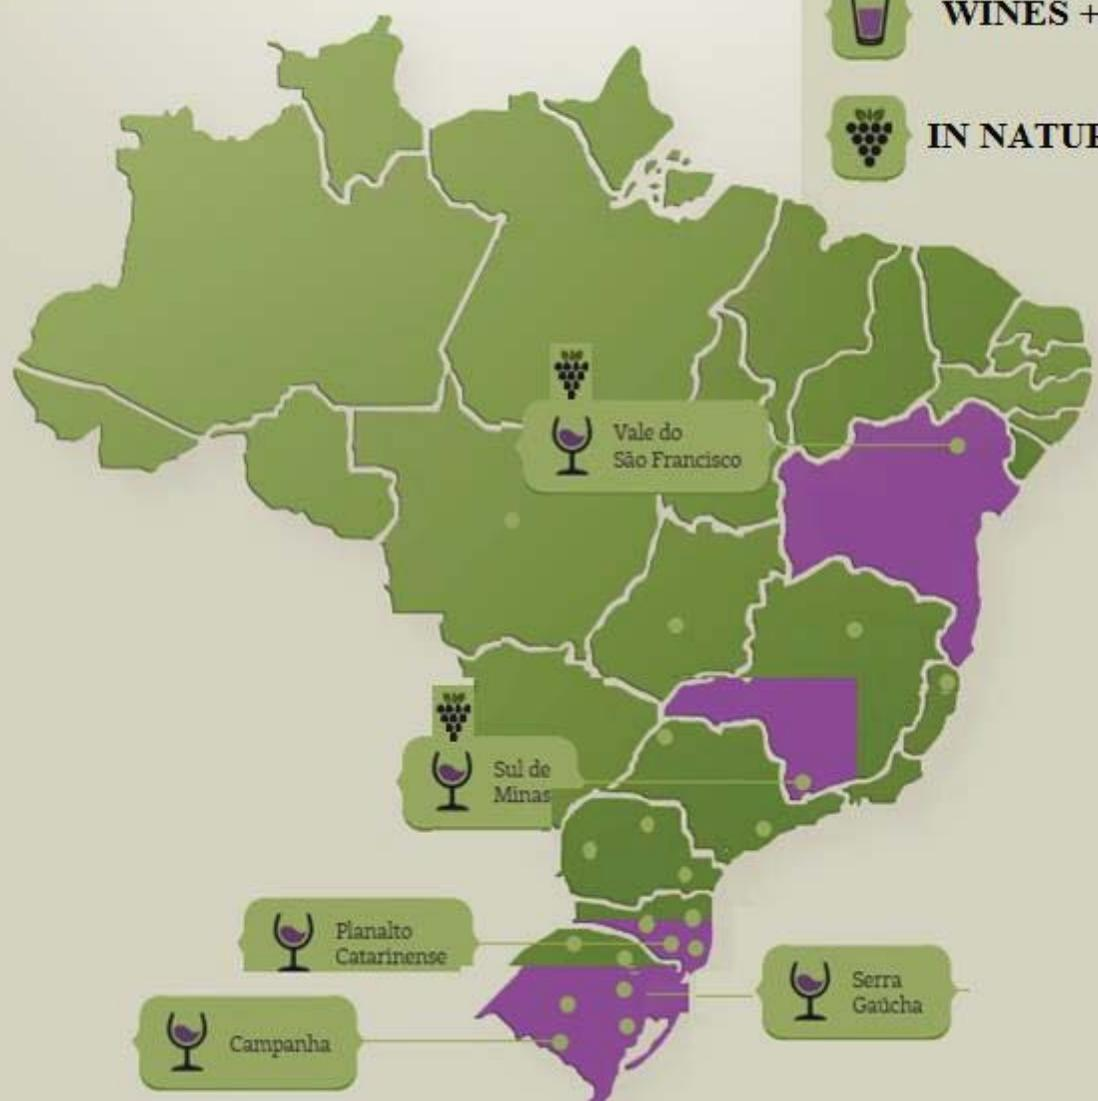 WINES +
IN NATUR
Vale do
São Francisco
Sul de
Minas
Planalto
Catarinense
Serra
Gaúcha
Campanha